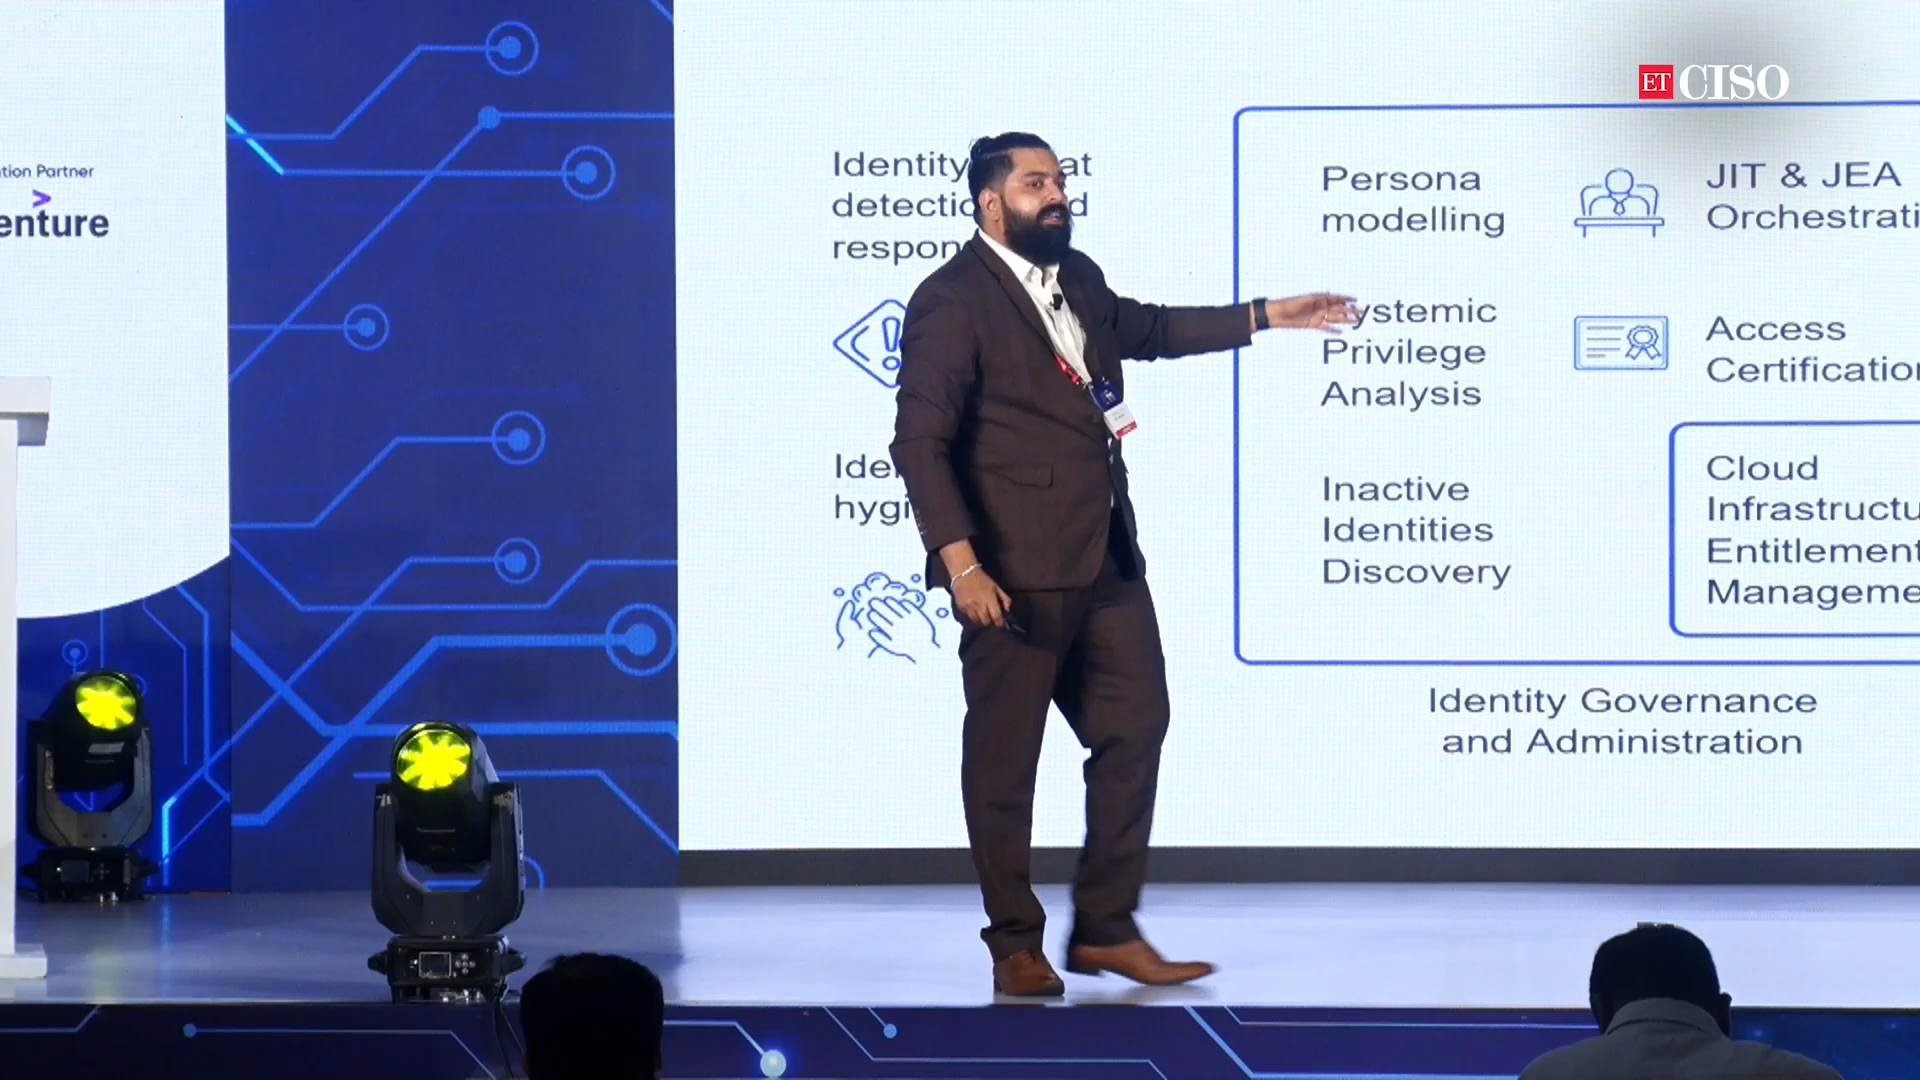 ET CISO
tion Partner
enture
Identity at
detectio d
respon
Ide
hygi
Persona
modelling
JIT & JEA
Orchestrati
ystemic
Privilege
Analysis
Access
Certificatio
Inactive
Identities
Discovery
Cloud
Infrastructu
Entitlement
Manageme
Identity Governance
and Administration